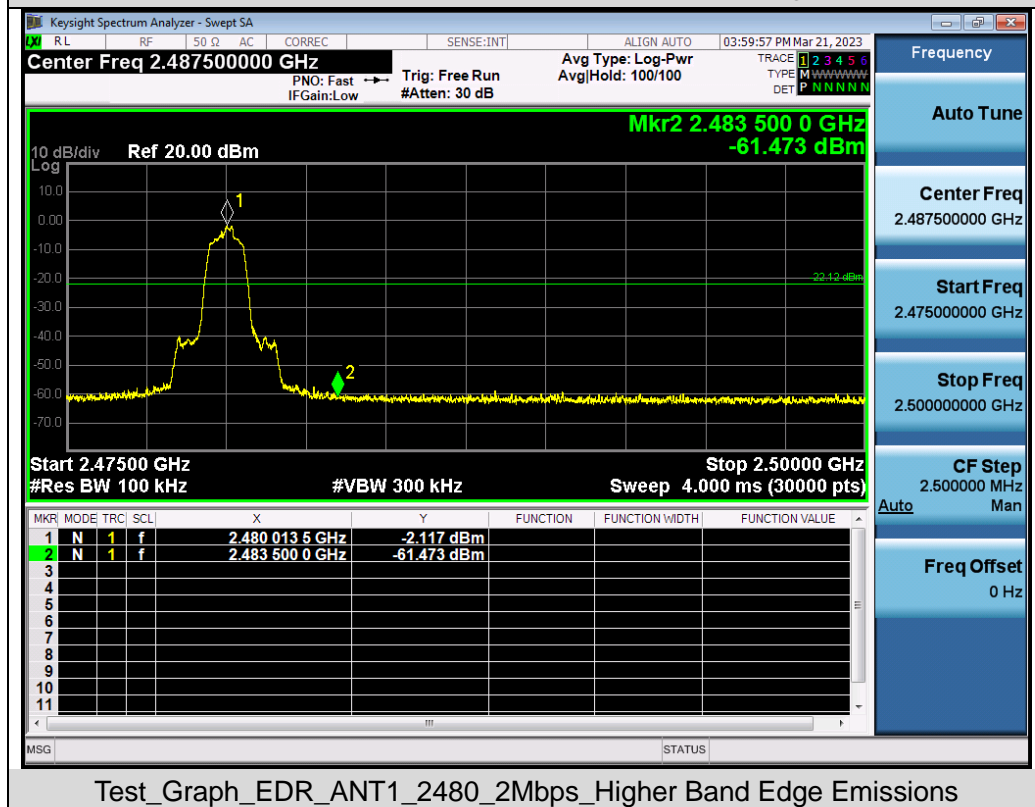 Keysight Spectrum Analyzer - Swept SA
LXI RL RF 50 Ω AC CORREC SENSE:INT ALIGN AUTO 03:59:57 PM Mar 21, 2023
Center Freq 2.487500000 GHz
PNO: Fast
IFGain:Low
Trig: Free Run
#Atten: 30 dB
Avg Type: Log-Pwr
Avg|Hold: 100/100
TRACE 1 2 3 4 5 6
TYPE M WWWWW
DET P N N N N N
Frequency
Mkr2 2.483 500 0 GHz
-61.473 dBm
10 dB/div Ref 20.00 dBm
Log
10.0
0.00
-10.0
-20.0
-30.0
-40.0
-50.0
-60.0
-70.0
1
2
-22.12 dBm
Start 2.47500 GHz
Stop 2.50000 GHz
#Res BW 100 kHz #VBW 300 kHz Sweep 4.000 ms (30000 pts)
MKR MODE TRC SCL X Y FUNCTION FUNCTION WIDTH FUNCTION VALUE
1 N 1 f 2.480 013 5 GHz -2.117 dBm
2 N 1 f 2.483 500 0 GHz -61.473 dBm
3
4
5
6
7
8
9
10
11
MSG STATUS
Auto Tune
Center Freq
2.487500000 GHz
Start Freq
2.475000000 GHz
Stop Freq
2.500000000 GHz
CF Step
2.500000 MHz
Auto Man
Freq Offset
0 Hz
Test_Graph_EDR_ANT1_2480_2Mbps_Higher Band Edge Emissions